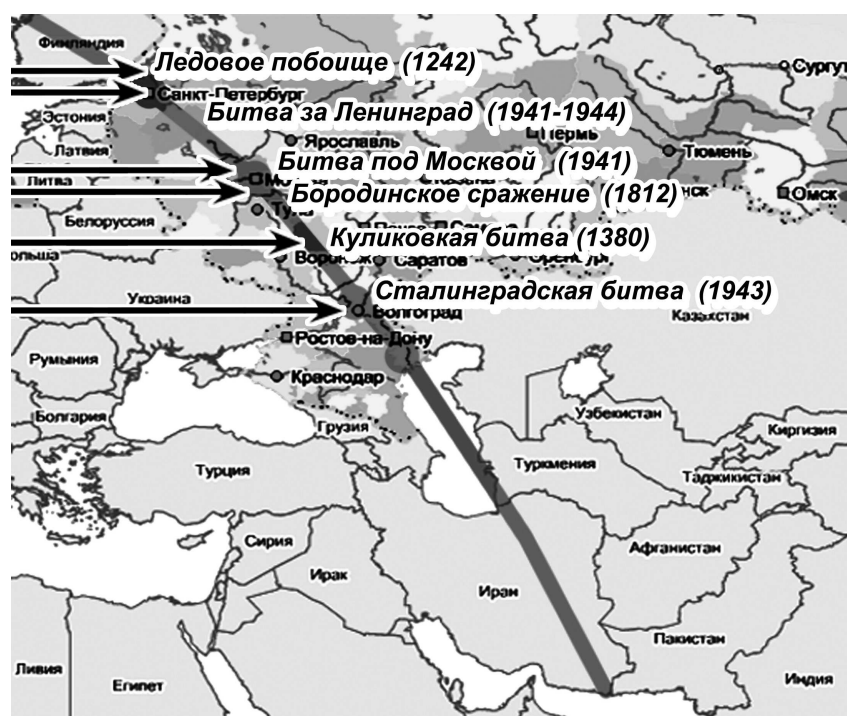 Финляндия
Ледовое побоище (1242)
Сургут
Санкт-Петербург
Эстония
Битва за Ленинград (1941-1944)
Пермь
Ярославль
Латвия
Тюмень
Битва под Москвой (1941)
Литва
Бородинское сражение (1812)
Омск
Белоруссия
Куликовкая битва (1380)
Воронеж
Саратов
Оренбург
Украина
Сталинградская битва (1943)
Волгоград
Казахстан
Ростов-на-Дону
Румыния
Краснодар
Болгария
Грузия
Узбекистан
Киргизия
Турция
Туркмения
Таджикистан
Сирия
Афганистан
Ирак
Иран
Пакистан
Ливия
Египет
Индия